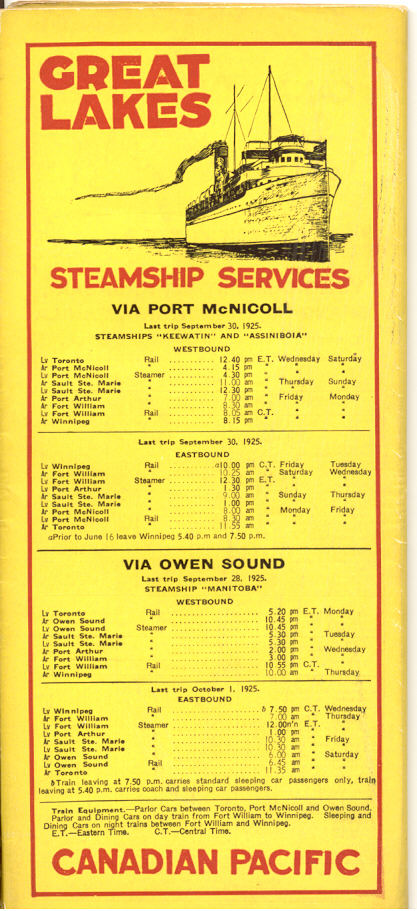 GREAT
LAKES
STEAMSHIP SERVICES
VIA PORT McNICOLL
Last trip September 30, 1925.
STEAMSHIPS "KEEWATIN" AND "ASSINIBOIA"
WESTBOUND
Lv Toronto Rail .......... 12.40 pm E.T. Wednesday Saturday
Ar Port McNicoll " .......... 4.15 pm " " "
Lv Port McNicoll Steamer .......... 4.30 pm " " "
Ar Sault Ste. Marie " .......... 11.00 am " Thursday Sunday
Lv Sault Ste. Marie " .......... 12.30 pm " " "
Ar Port Arthur " .......... 7.00 am " Friday Monday
Ar Fort William " .......... 8.30 am " " "
Lv Fort William Rail .......... 8.05 am C.T. " "
Ar Winnipeg " .......... 8.15 pm " " "
Last trip September 30, 1925.
EASTBOUND
Lv Winnipeg Rail .......... a10.00 pm C.T. Friday Tuesday
Ar Fort William " .......... 10.25 am " Saturday Wednesday
Lv Fort William Steamer .......... 12.30 pm E.T. " "
Lv Port Arthur " .......... 1.30 pm " " "
Ar Sault Ste. Marie " .......... 9.00 am " Sunday Thursday
Lv Sault Ste. Marie " .......... 1.00 pm " " "
Ar Port McNicoll " .......... 8.00 am " Monday Friday
Lv Port McNicoll Rail .......... 8.30 am " " "
Ar Toronto " .......... 11.55 am " " "
aPrior to June 16 leave Winnipeg 5.40 p.m and 7.50 p.m.
VIA OWEN SOUND
Last trip September 28, 1925.
STEAMSHIP "MANITOBA"
WESTBOUND
Lv Toronto Rail .......... 5.20 pm E.T. Monday
Ar Owen Sound " .......... 10.45 pm " "
Lv Owen Sound Steamer .......... 10.45 pm " "
Ar Sault Ste. Marie " .......... 5.30 pm " Tuesday
Lv Sault Ste. Marie " .......... 5.30 pm " "
Ar Port Arthur " .......... 2.00 pm " Wednesday
Ar Fort William " .......... 3.00 pm " "
Lv Fort William Rail .......... 10.55 pm C.T. "
Ar Winnipeg " .......... 10.00 am " Thursday
Last trip October 1, 1925.
EASTBOUND
Lv Winnipeg Rail .......... b 7.50 pm C.T. Wednesday
Ar Fort William " .......... 7.00 am " Thursday
Lv Fort William Steamer .......... 12.00n'n E.T. "
Lv Port Arthur " .......... 1.00 pm " "
Ar Sault Ste. Marie " .......... 10.30 am " Friday
Lv Sault Ste. Marie " .......... 10.30 am " "
Ar Owen Sound " .......... 6.00 am " Saturday
Lv Owen Sound Rail .......... 6.45 am " "
Ar Toronto " .......... 11.35 am " "
bTrain leaving at 7.50 p.m. carries standard sleeping car passengers only, train
leaving at 5.40 p.m. carries coach and sleeping car passengers.
Train Equipment.—Parlor Cars between Toronto, Port McNicoll and Owen Sound.
Parlor and Dining Cars on day train from Fort William to Winnipeg. Sleeping and
Dining Cars on night trains between Fort William and Winnipeg.
E.T.—Eastern Time. C.T.—Central Time.
CANADIAN PACIFIC